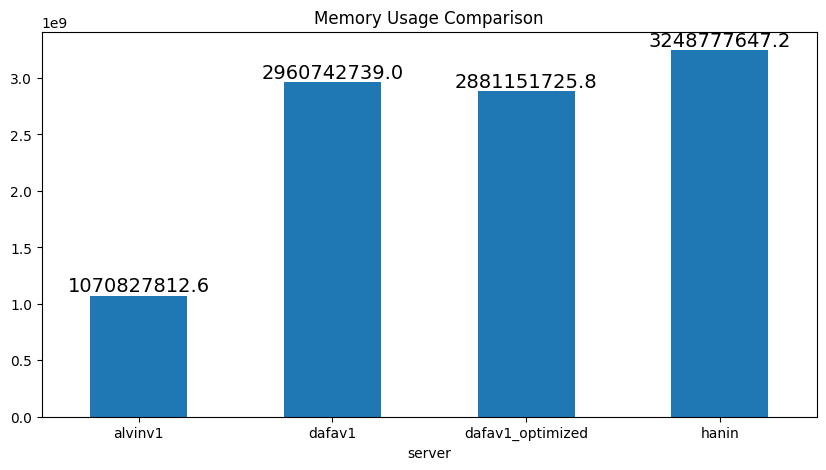 Memory Usage Comparison
1e9
3248777647.2
2960742739.0
2881151725.8
1070827812.6
3.0
2.5
2.0
1.5
1.0
0.5
0.0
alvinv1 dafav1 dafav1_optimized hanin
server